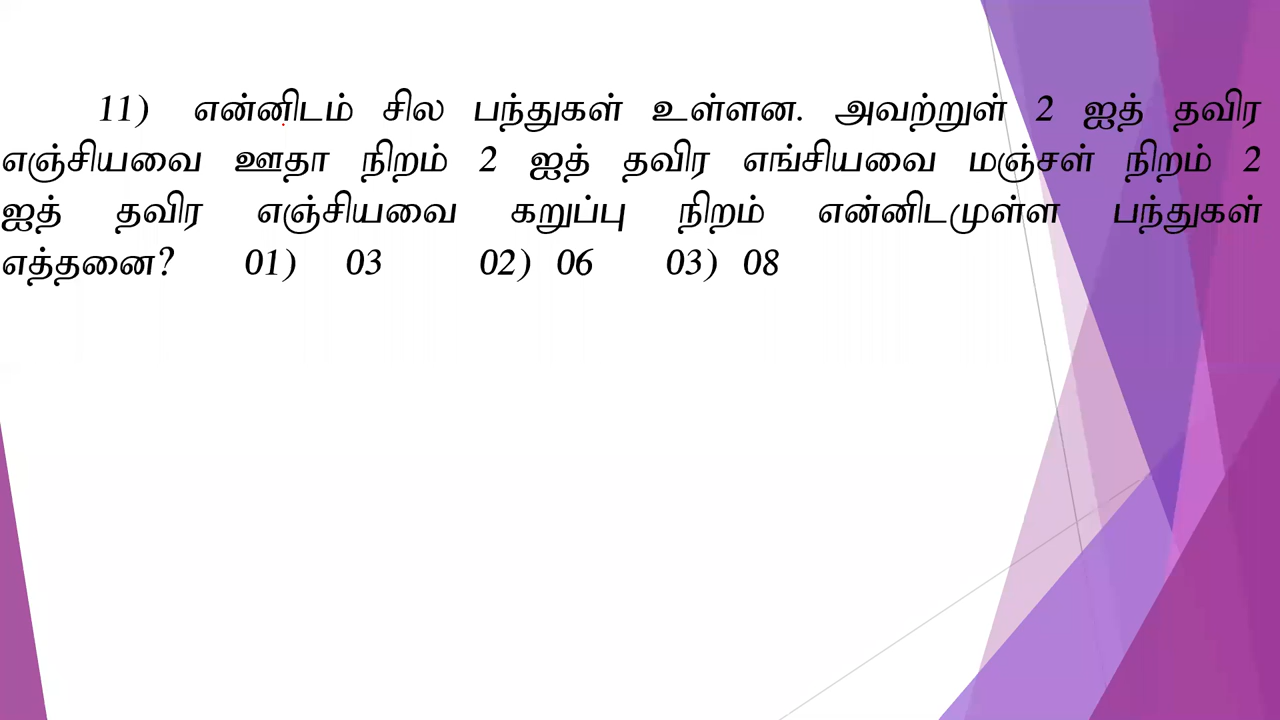 11) என்னிடம் சில பந்துகள் உள்ளன. அவற்றுள் 2 ஐத் தவிர
எஞ்சியவை ஊதா நிறம் 2 ஐத் தவிர எங்சியவை மஞ்சள் நிறம் 2
ஐத் தவிர எஞ்சியவை கறுப்பு நிறம் என்னிடமுள்ள பந்துகள்
எத்தனை? 01) 03 02) 06 03) 08